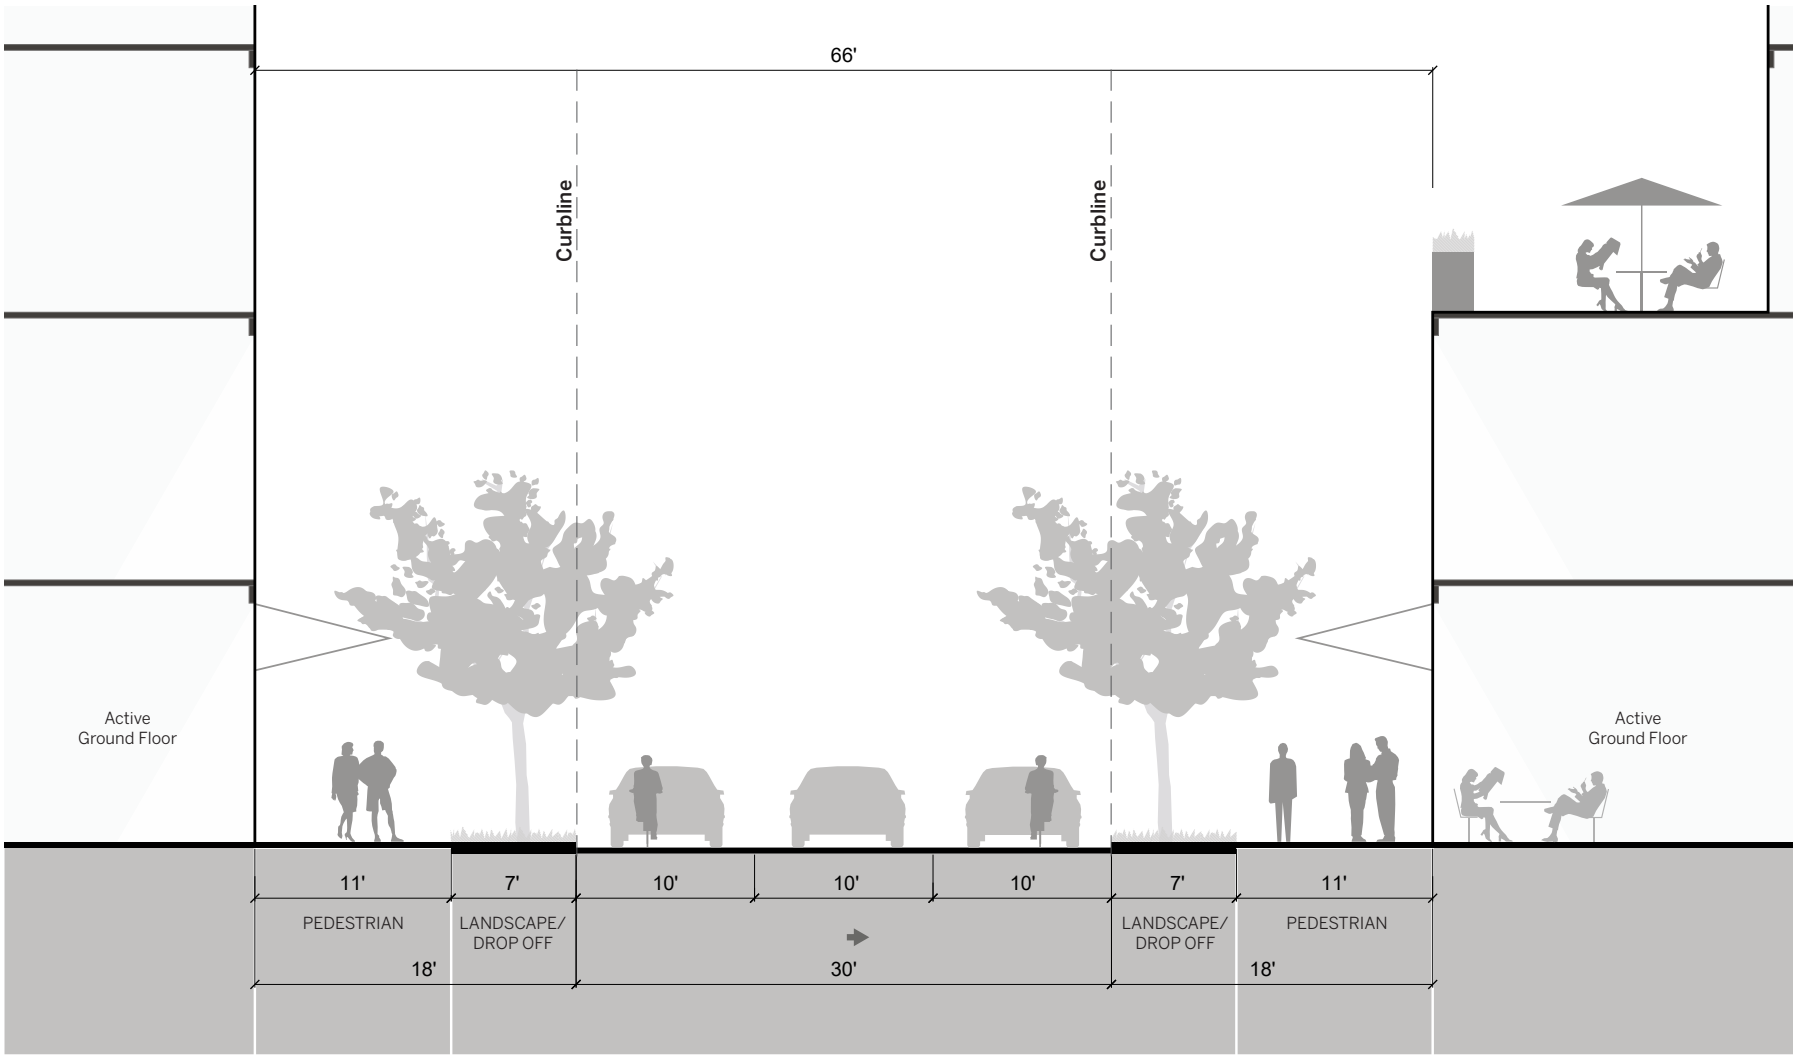 66'
Curbline
Curbline
Active
Ground Floor
Active
Ground Floor
11'
7'
10'
10'
10'
7'
11'
PEDESTRIAN
LANDSCAPE/
DROP OFF
LANDSCAPE/
DROP OFF
PEDESTRIAN
18'
30'
18'